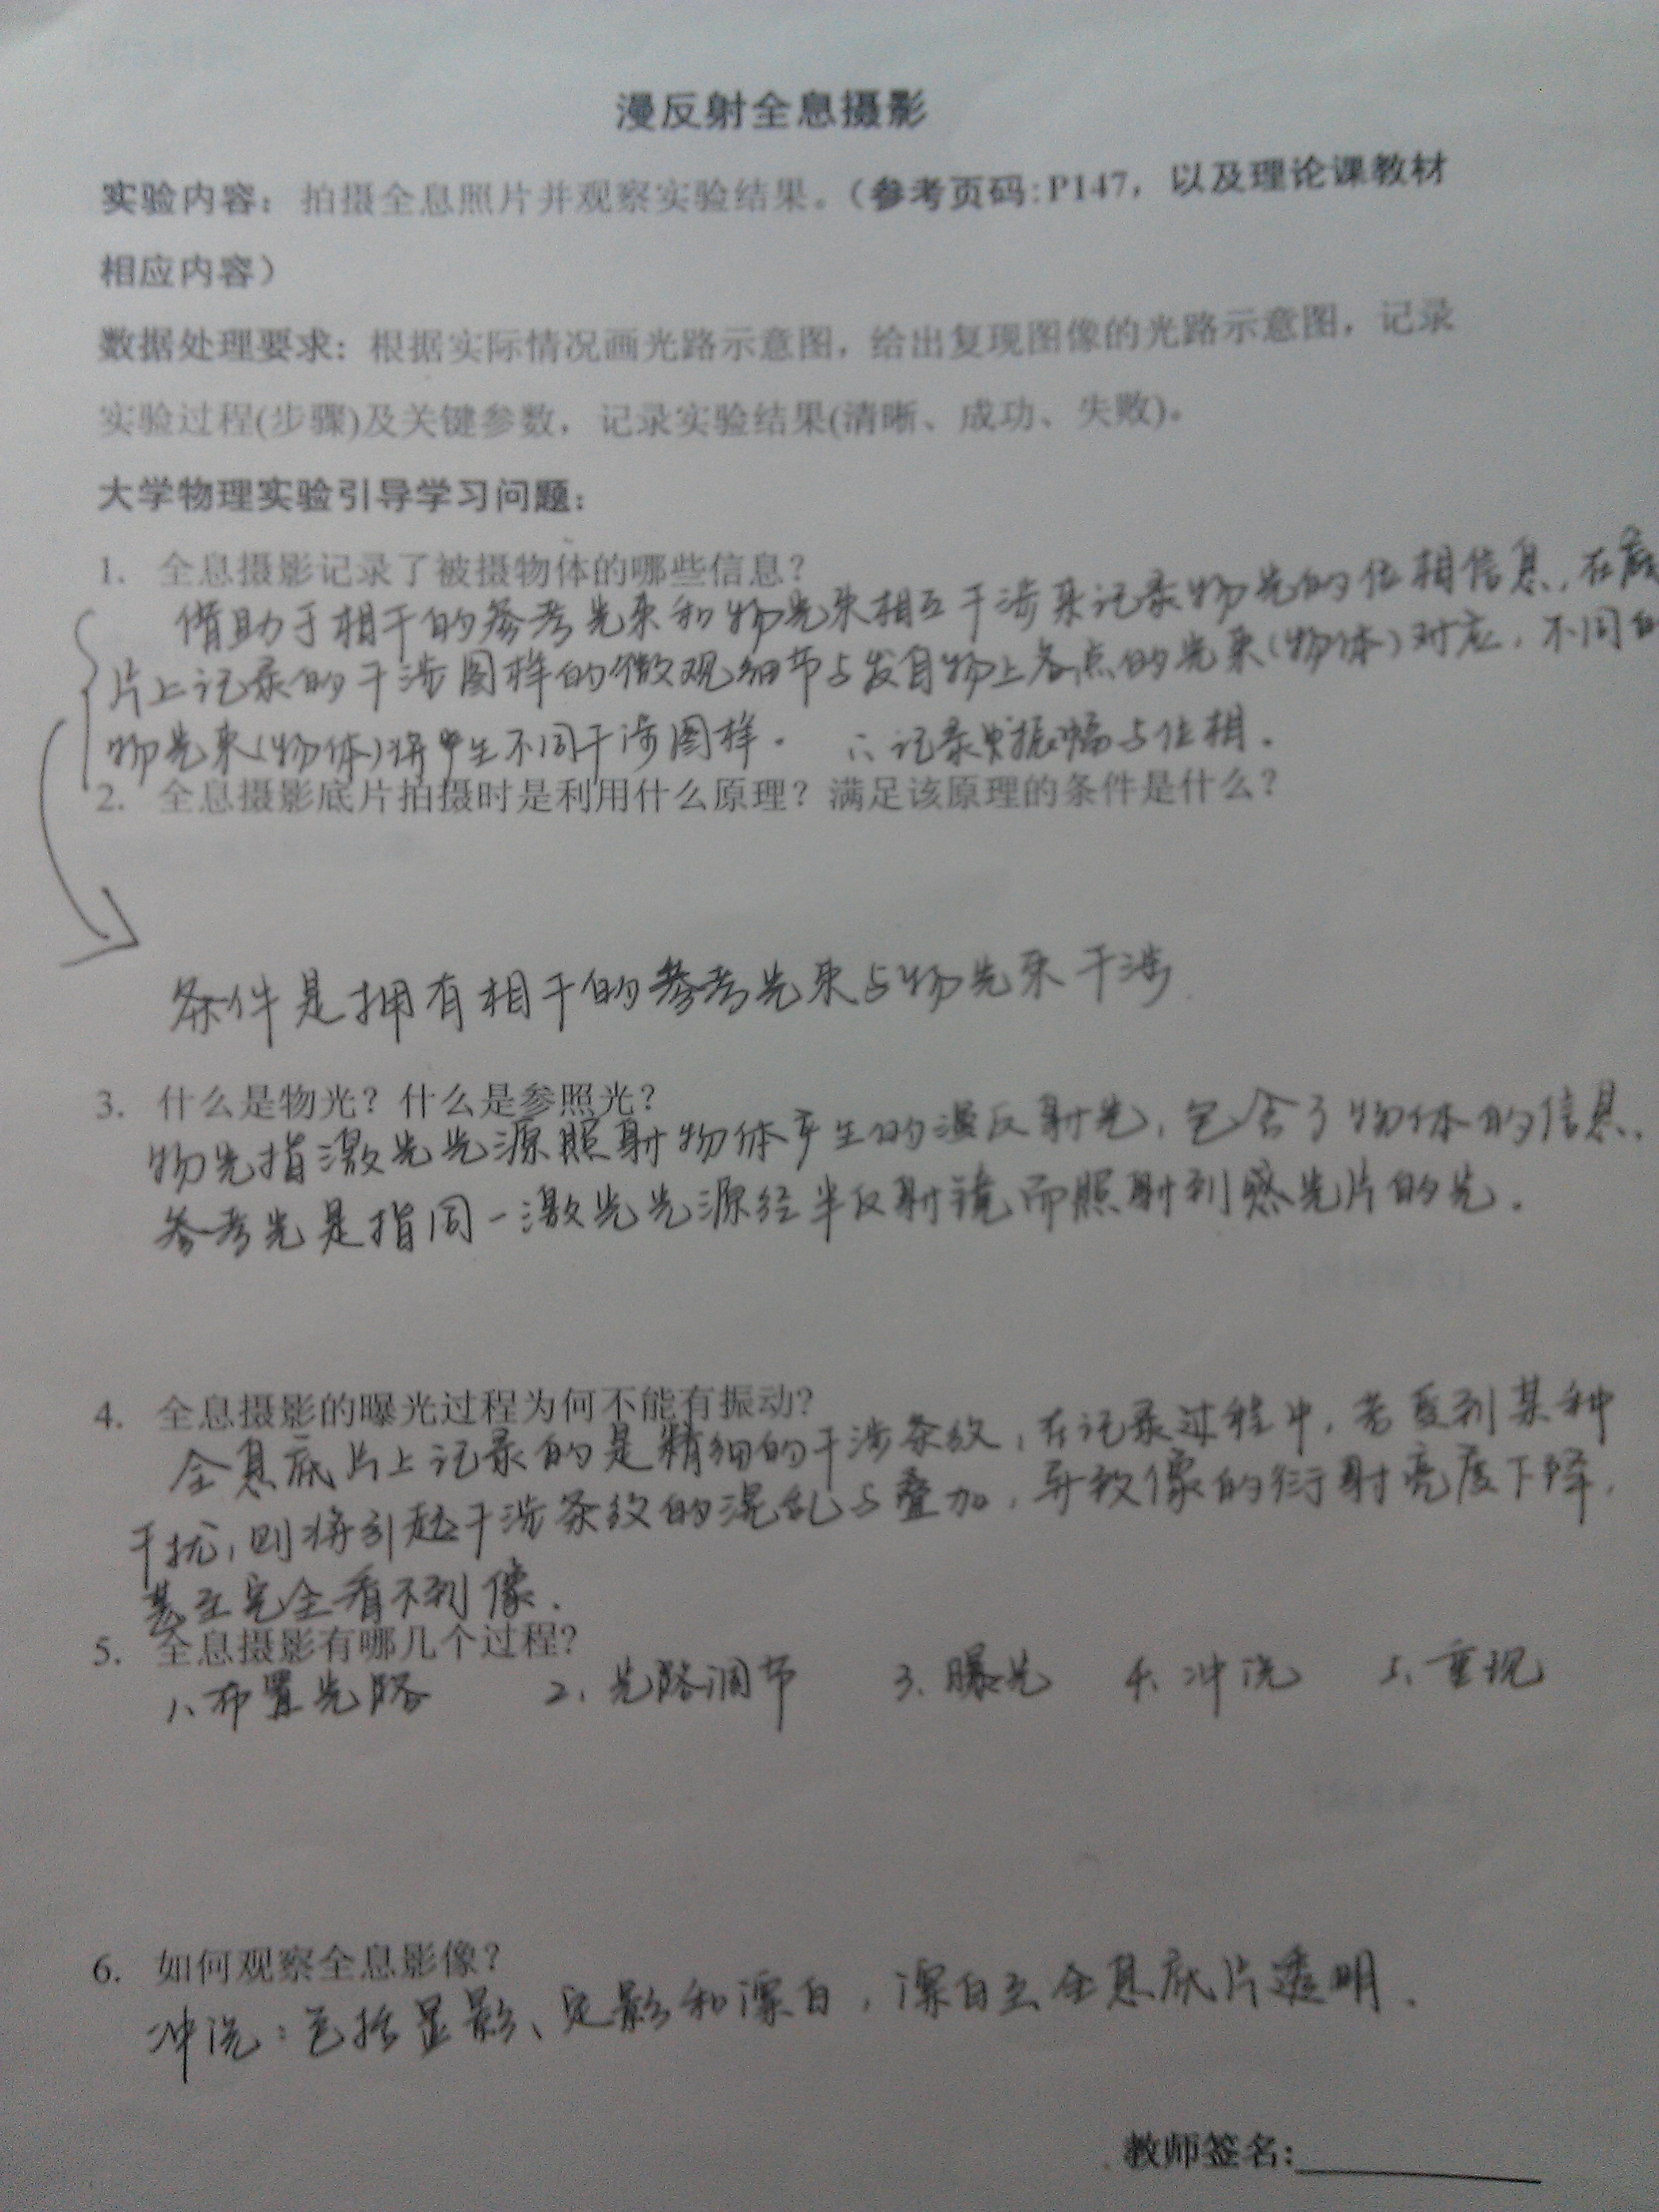 漫反射全息摄影
实验内容：拍摄全息照片并观察实验结果。（参考页码：P147，以及理论课教材
相应内容）
数据处理要求：根据实际情况画光路示意图，给出复现图像的光路示意图，记录
实验过程(步骤)及关键参数，记录实验结果(清晰、成功、失败)。
大学物理实验引导学习问题：
1. 全息摄影记录了被摄物体的哪些信息？
借助于相干的参考光束和物光束相互干涉来记录物光的位相信息，在底
片上记录的干涉图样的微观细节与发自物上各点的光束(物体)对应，不同的
物光束(物体)将产生不同干涉图样. ∴记录振幅与位相.
2. 全息摄影底片拍摄时是利用什么原理？满足该原理的条件是什么？
条件是拥有相干的参考光束与物光束干涉.
3. 什么是物光？什么是参照光？
物光指激光光源照射物体产生的漫反射光，包含了物体的信息.
参考光是指同一激光光源经半反射镜而照射到感光片的光.
4. 全息摄影的曝光过程为何不能有振动？
全息底片上记录的是精细的干涉条纹，在记录过程中，若受到某种
干扰，则将引起干涉条纹的混乱与叠加，导致像的衍射亮度下降，
甚至完全看不到像.
5. 全息摄影有哪几个过程？
1、布置光路 2、光路调节 3、曝光 4、冲洗 5、重现
6. 如何观察全息影像？
冲洗：包括显影、定影和漂白，漂白至全息底片透明.
教师签名：